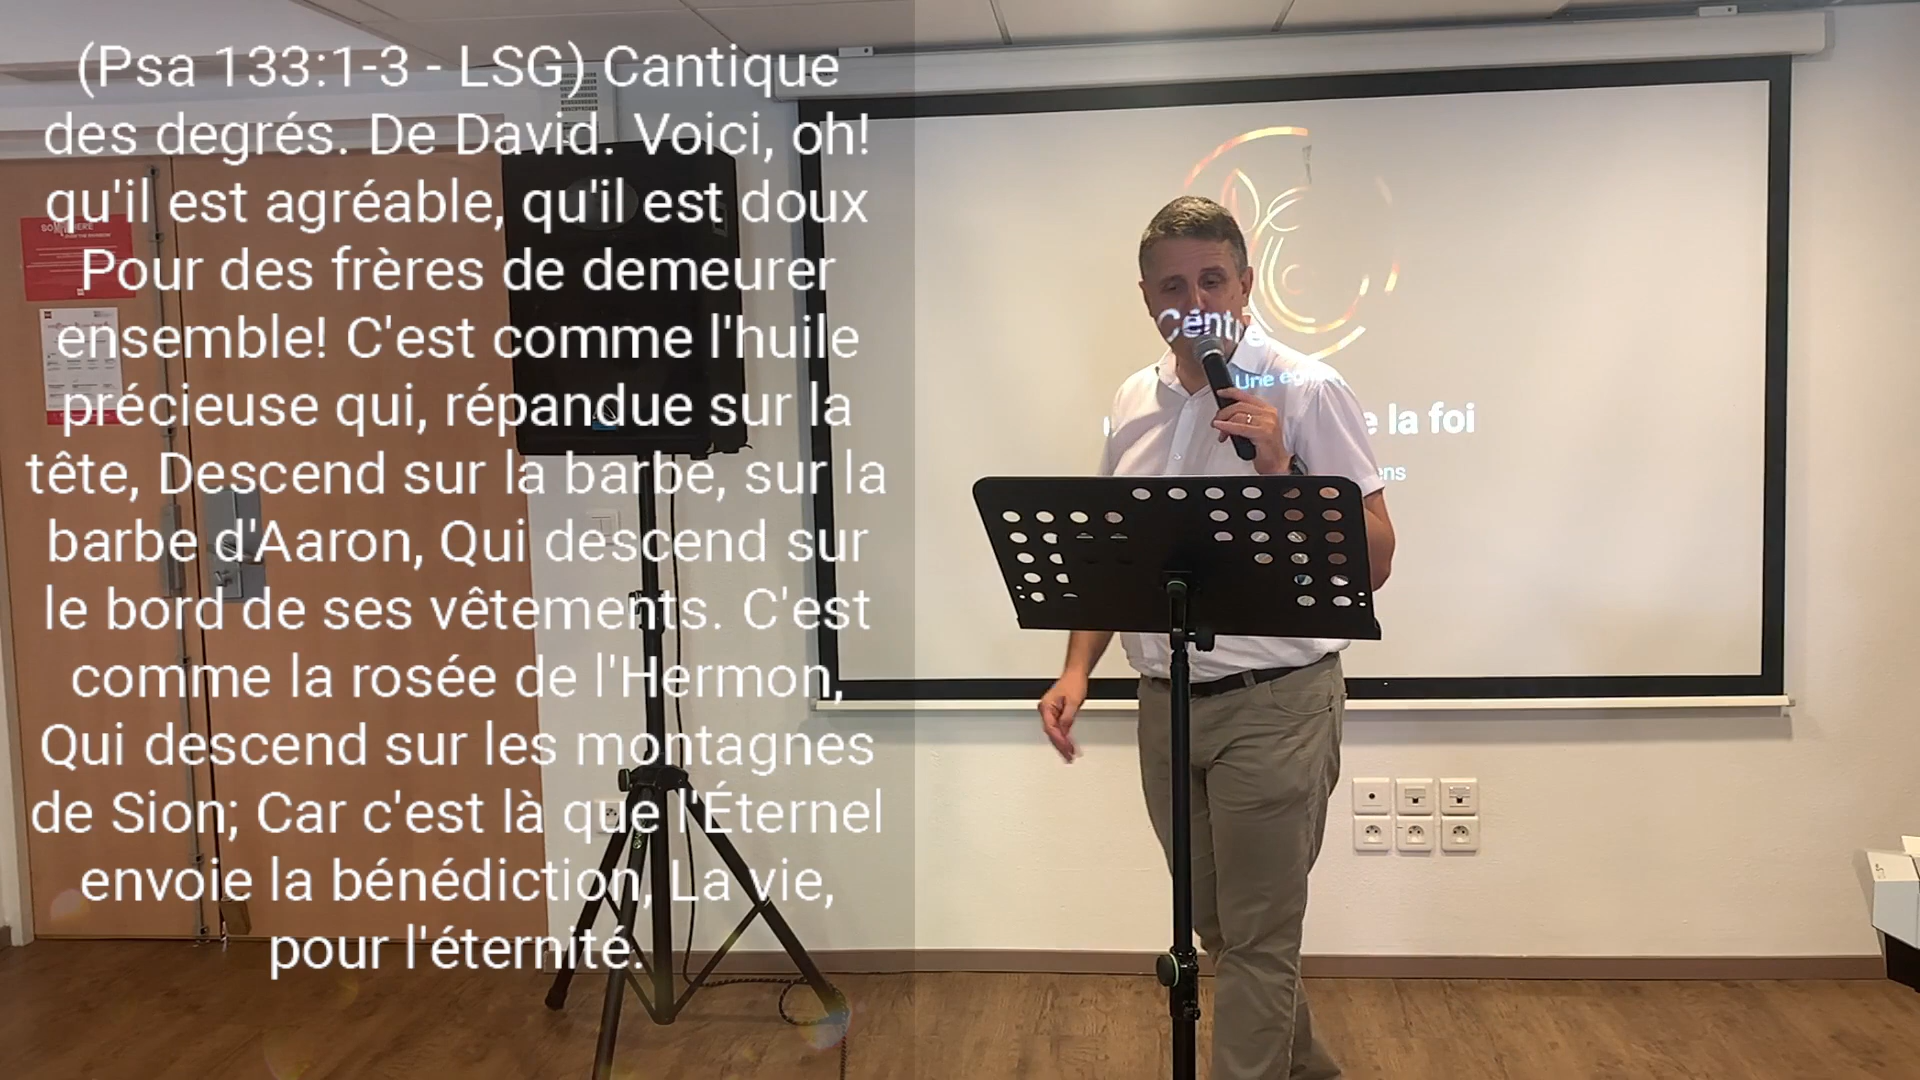 (Psa 133:1-3 - LSG) Cantique
des degrés. De David. Voici, oh!
qu'il est agréable, qu'il est doux
Pour des frères de demeurer
ensemble! C'est comme l'huile
précieuse qui, répandue sur la
tête, Descend sur la barbe, sur la
barbe d'Aaron, Qui descend sur
le bord de ses vêtements. C'est
comme la rosée de l'Hermon,
Qui descend sur les montagnes
de Sion; Car c'est là que l'Éternel
envoie la bénédiction, La vie,
pour l'éternité.
Centre
Une
la foi